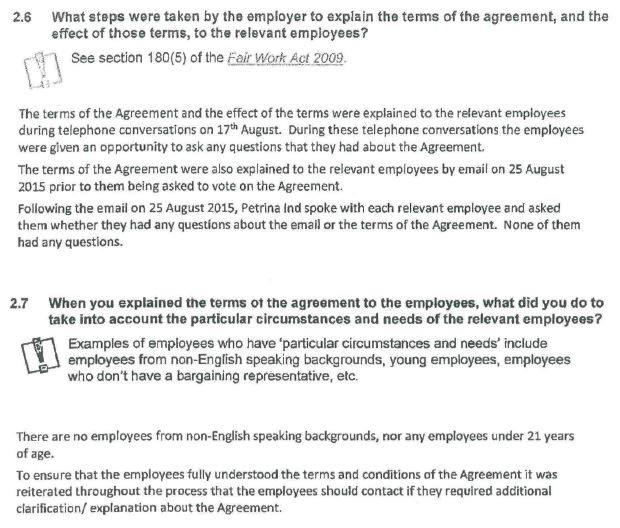 2.6 What steps were taken by the employer to explain the terms of the agreement, and the
effect of those terms, to the relevant employees?
See section 180(5) of the Fair Work Act 2009.
The terms of the Agreement and the effect of the terms were explained to the relevant employees
during telephone conversations on 17th August. During these telephone conversations the employees
were given an opportunity to ask any questions that they had about the Agreement.
The terms of the Agreement were also explained to the relevant employees by email on 25 August
2015 prior to them being asked to vote on the Agreement.
Following the email on 25 August 2015, Petrina Ind spoke with each relevant employee and asked
them whether they had any questions about the email or the terms of the Agreement. None of them
had any questions.
2.7 When you explained the terms of the agreement to the employees, what did you do to
take into account the particular circumstances and needs of the relevant employees?
Examples of employees who have 'particular circumstances and needs' include
employees from non-English speaking backgrounds, young employees, employees
who don't have a bargaining representative, etc.
There are no employees from non-English speaking backgrounds, nor any employees under 21 years
of age.
To ensure that the employees fully understood the terms and conditions of the Agreement it was
reiterated throughout the process that the employees should contact if they required additional
clarification/ explanation about the Agreement.